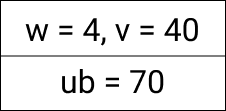 w = 4, v = 40
ub = 70